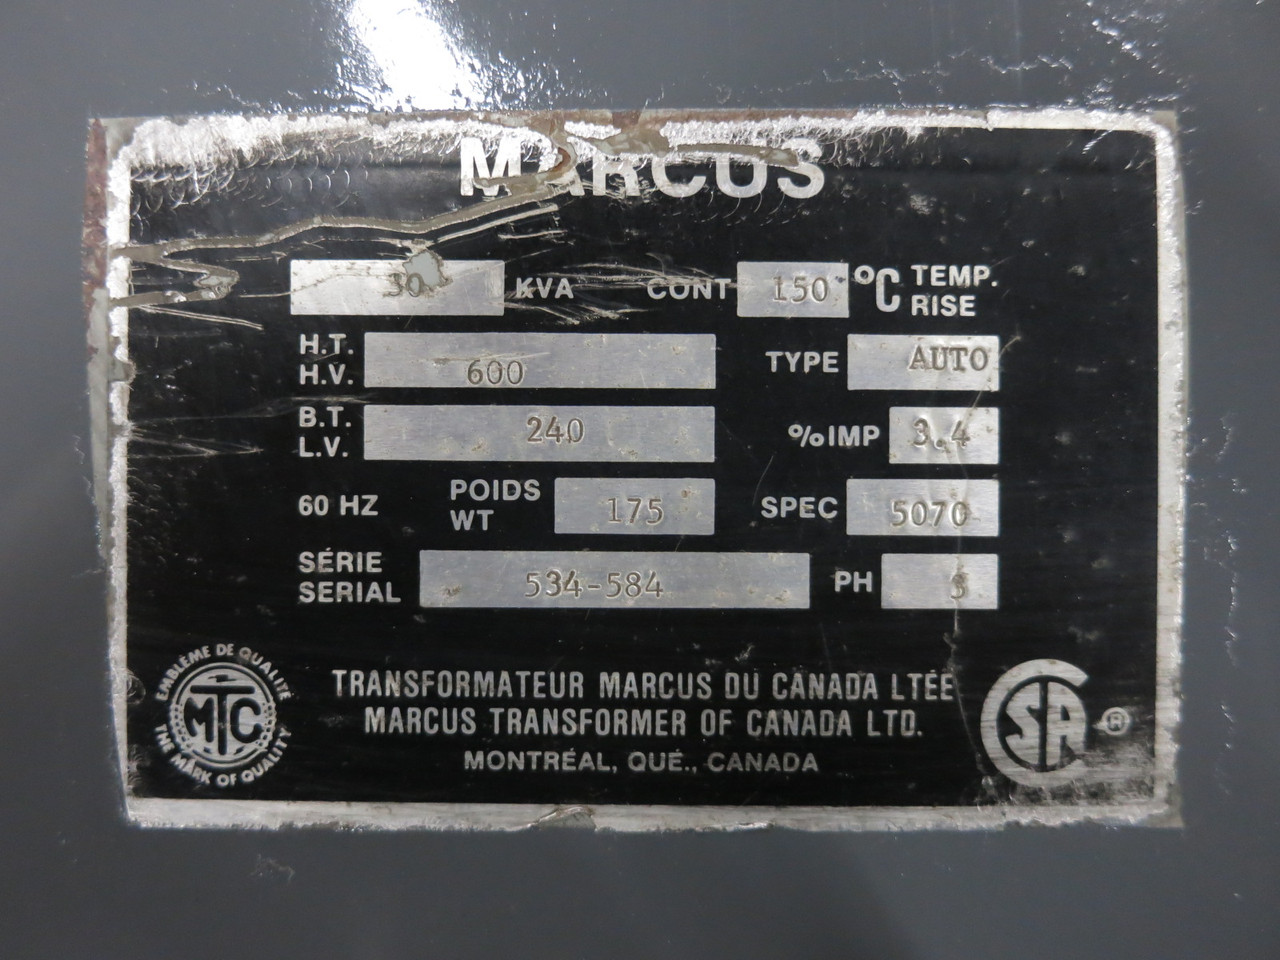 MARCUS
30 KVA CONT 150 °C TEMP. RISE
H.T.
H.V. 600 TYPE AUTO
B.T.
L.V. 240 %IMP 3.4
60 HZ POIDS WT 175 SPEC 5070
SÉRIE
SERIAL 534-584 PH 3
EMBLÈME DE QUALITÉ
MTC
THE MARK OF QUALITY
TRANSFORMATEUR MARCUS DU CANADA LTÉE
MARCUS TRANSFORMER OF CANADA LTD.
MONTRÉAL, QUÉ., CANADA
CSA ®